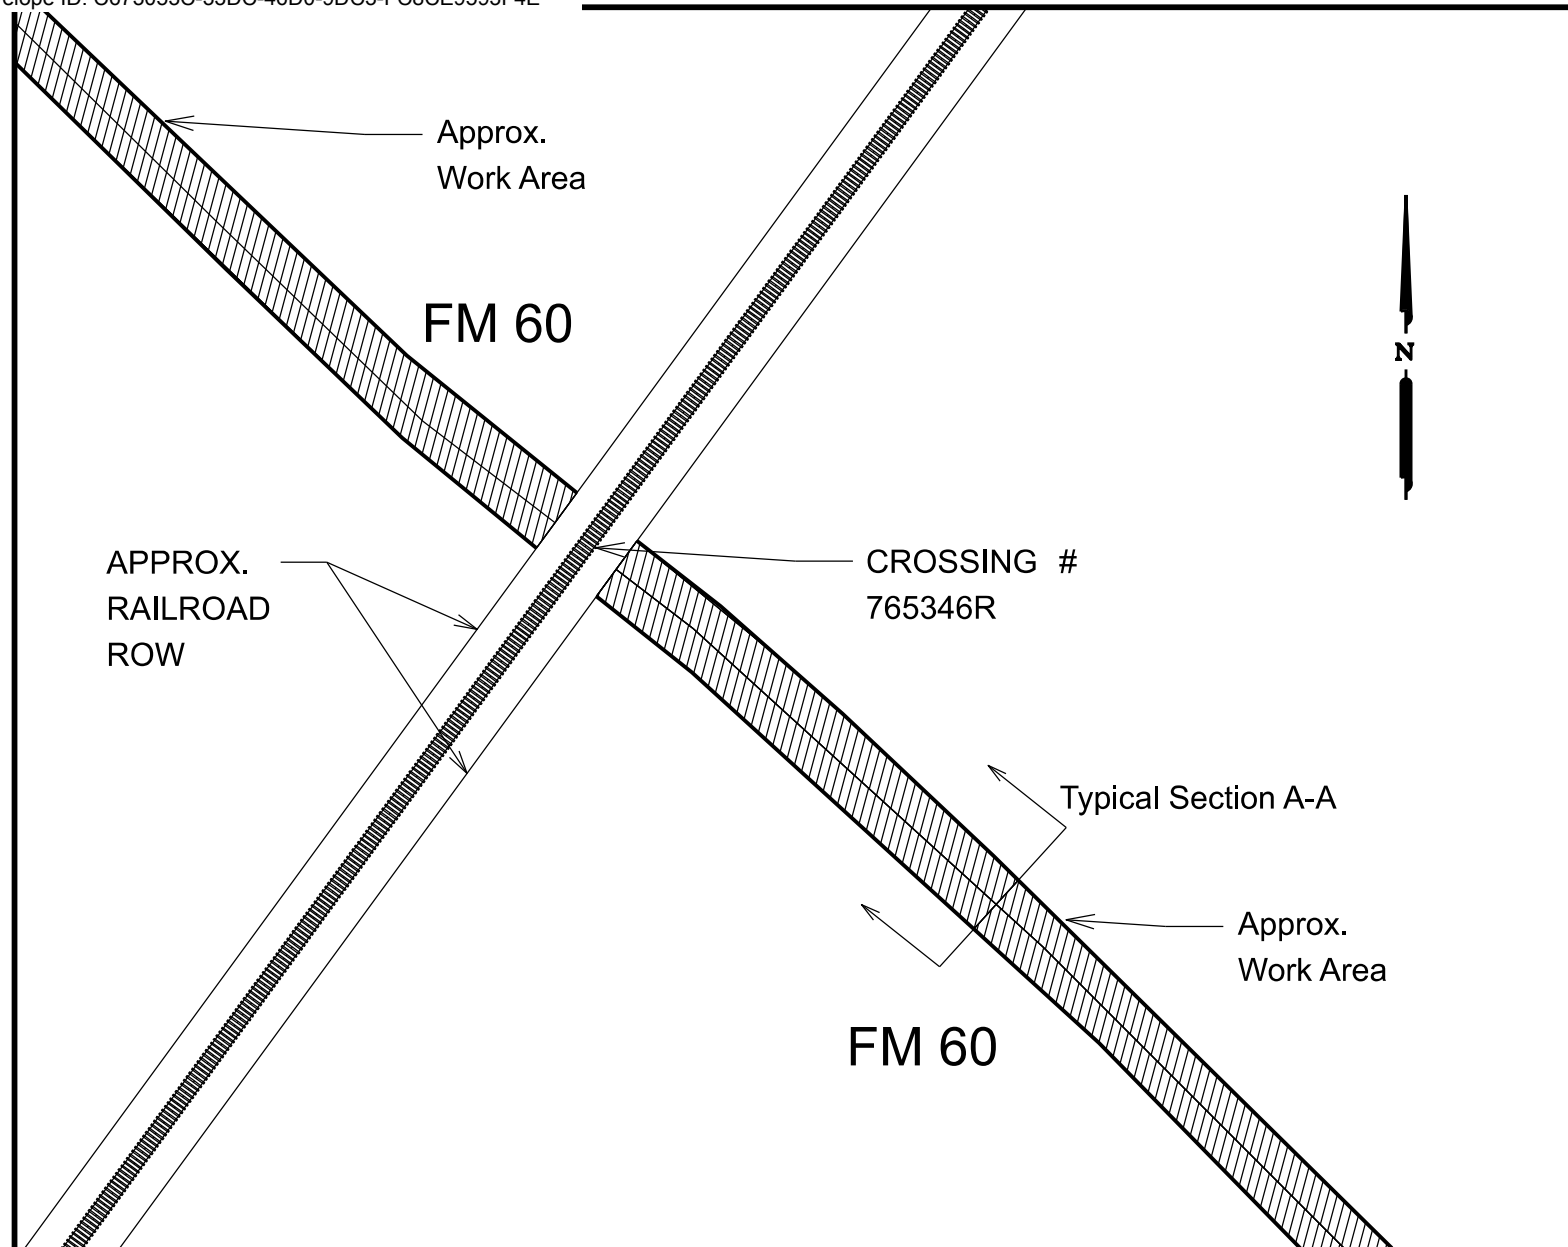 Approx.
Work Area
FM 60
N
APPROX.
RAILROAD
ROW
CROSSING #
765346R
Typical Section A-A
Approx.
Work Area
FM 60